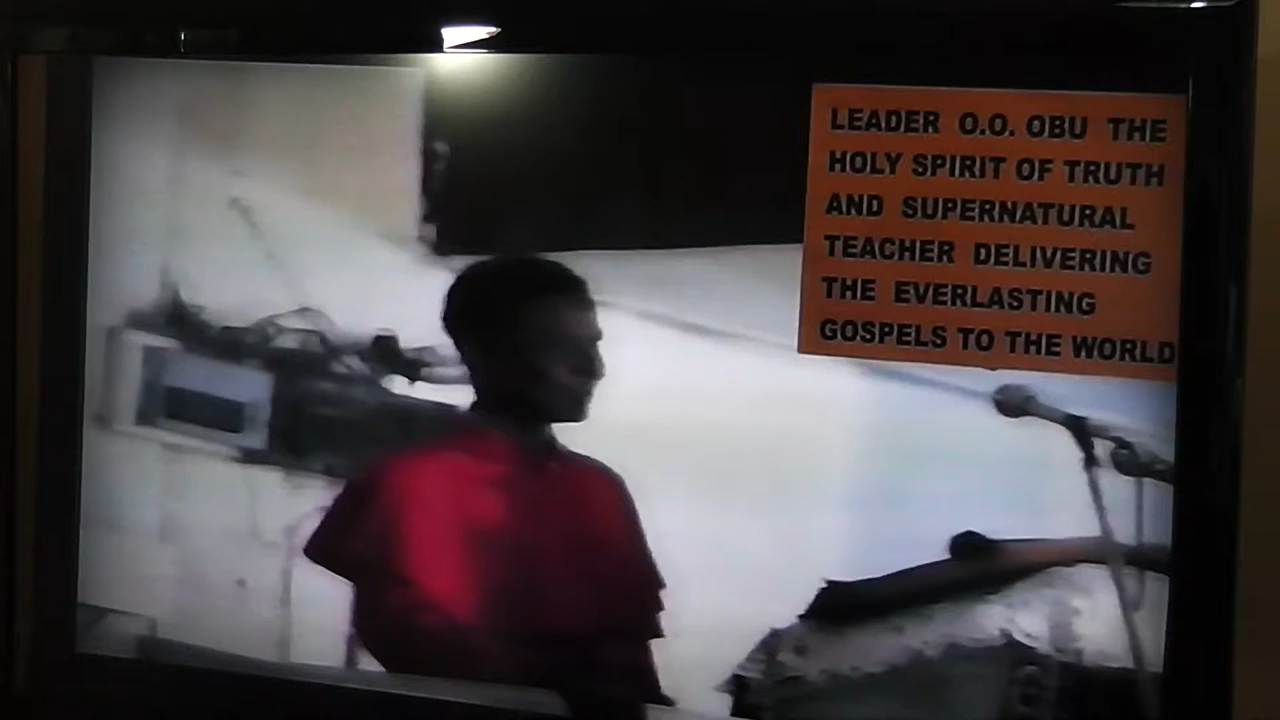 LEADER O.O. OBU THE
HOLY SPIRIT OF TRUTH
AND SUPERNATURAL
TEACHER DELIVERING
THE EVERLASTING
GOSPELS TO THE WORLD